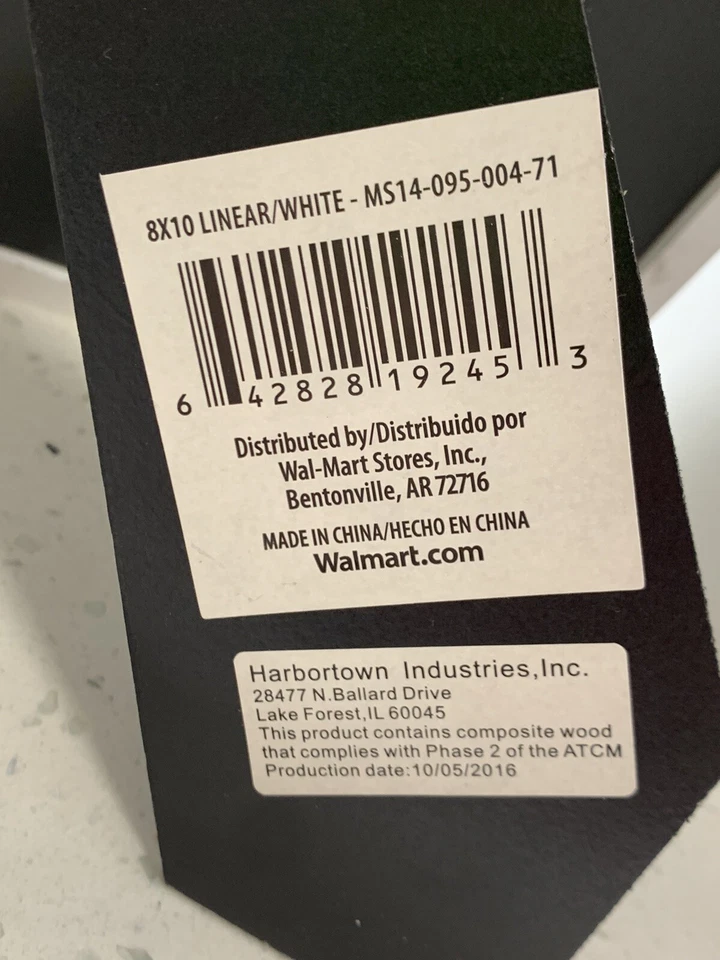 8X10 LINEAR/WHITE - MS14-095-004-71
6 42828 19245 3
Distributed by/Distribuido por
Wal-Mart Stores, Inc.,
Bentonville, AR 72716
MADE IN CHINA/HECHO EN CHINA
Walmart.com
Harbortown Industries,Inc.
28477 N.Ballard Drive
Lake Forest,IL 60045
This product contains composite wood
that complies with Phase 2 of the ATCM
Production date:10/05/2016